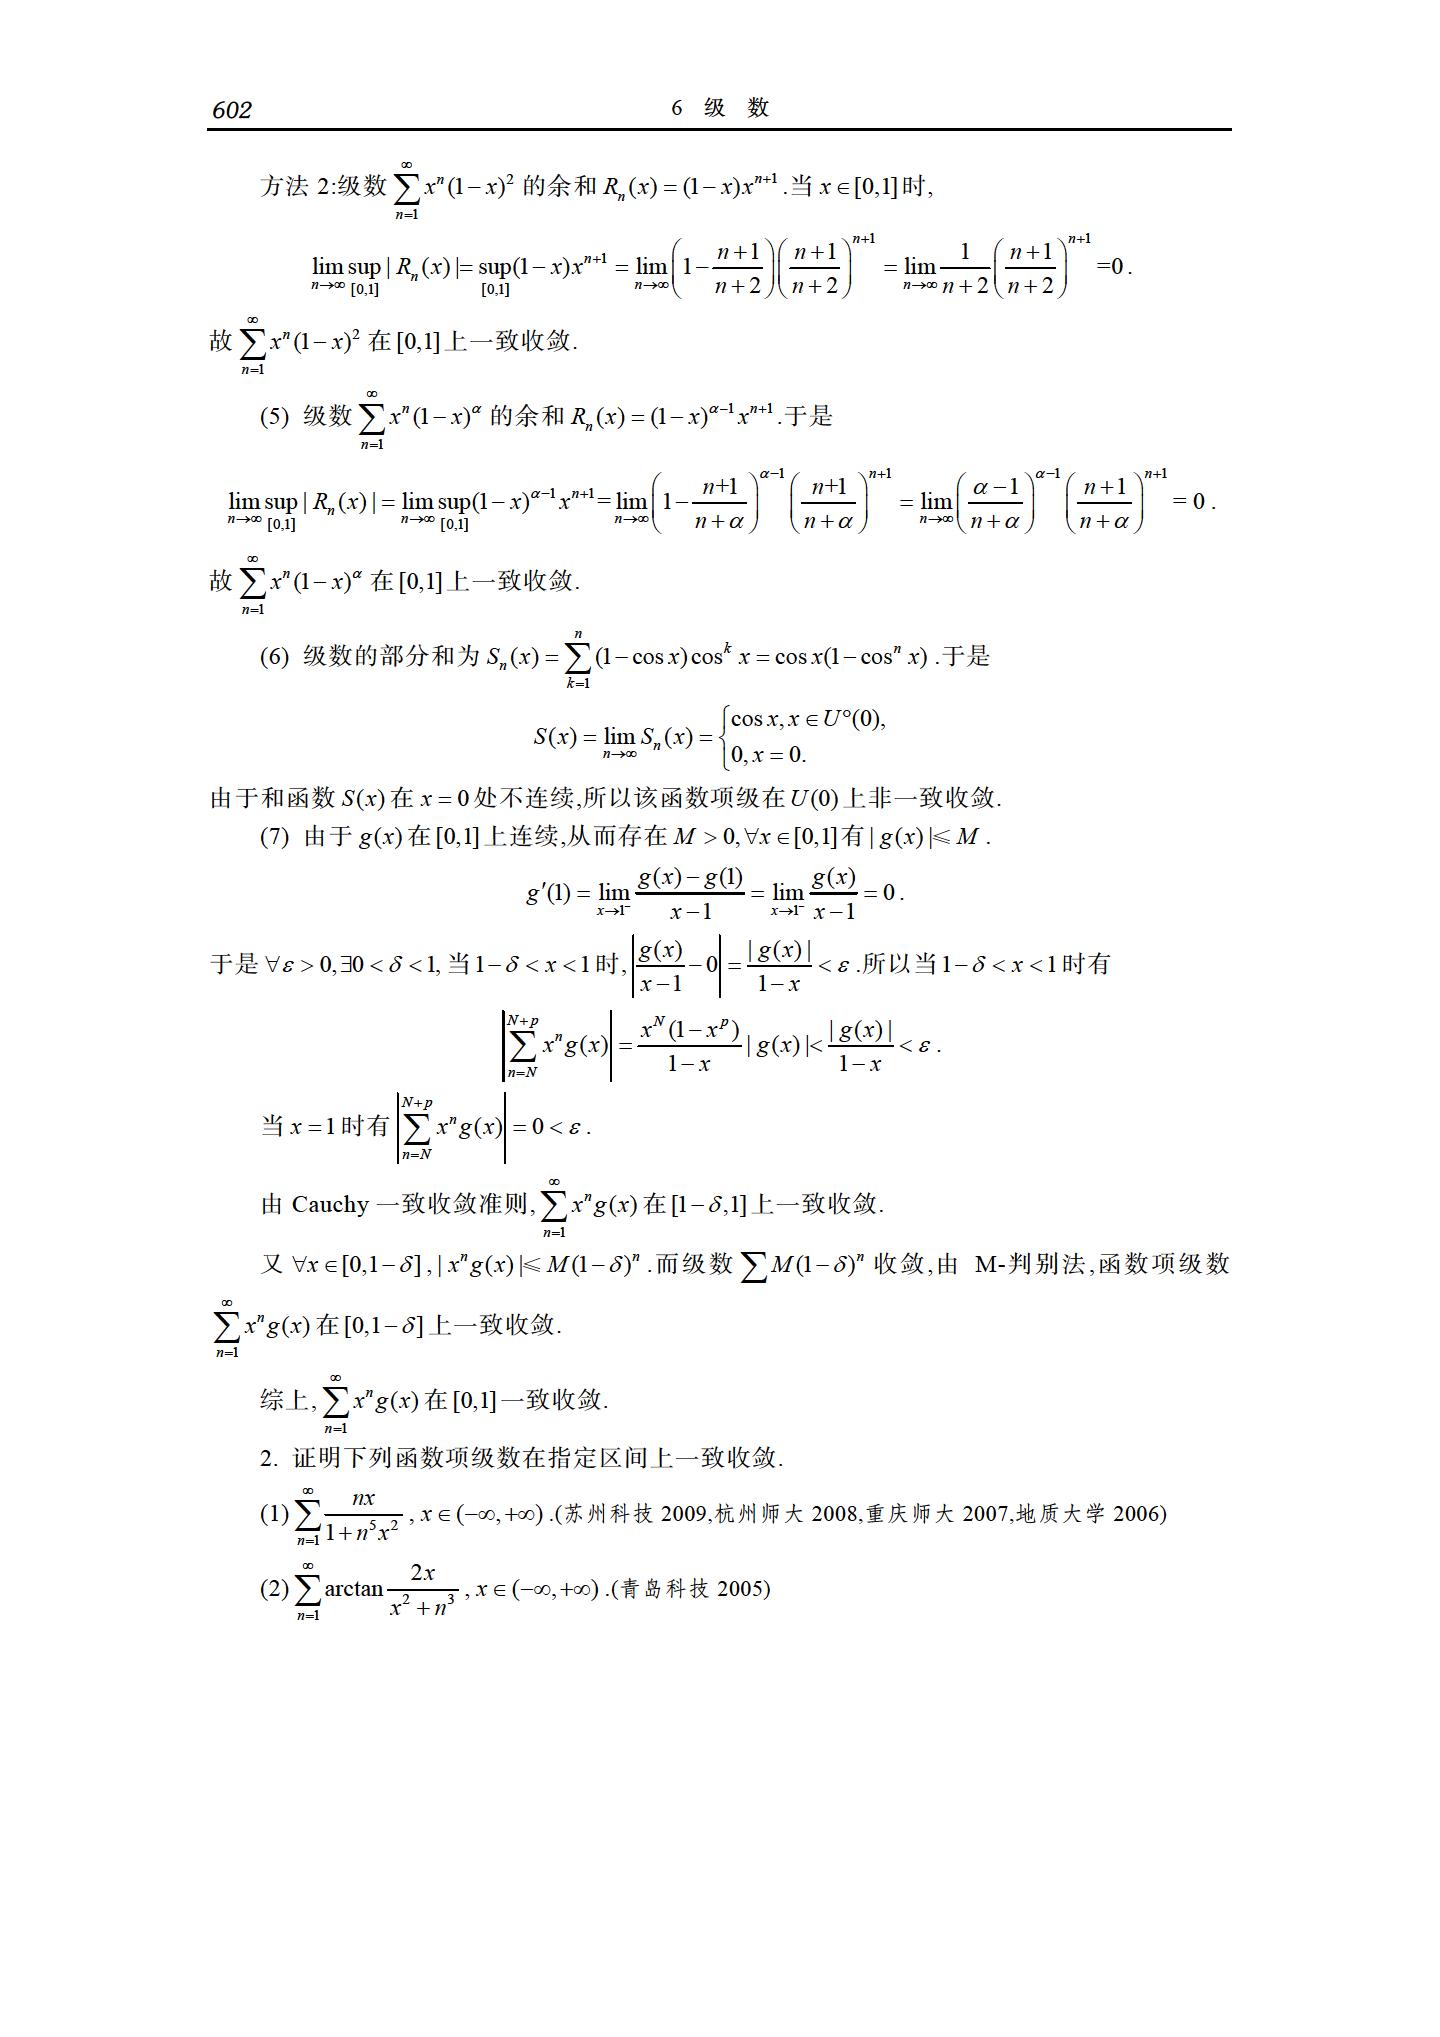 602 6 级 数
方法 2:级数 $\sum_{n=1}^{\infty} x^n(1-x)^2$ 的余和 $R_n(x)=(1-x)x^{n+1}$.当 $x\in[0,1]$时,
$\lim_{n\to\infty}\sup_{[0,1]}|R_n(x)|=\sup_{[0,1]}(1-x)x^{n+1}=\lim_{n\to\infty}\left(1-\frac{n+1}{n+2}\right)\left(\frac{n+1}{n+2}\right)^{n+1}=\lim_{n\to\infty}\frac{1}{n+2}\left(\frac{n+1}{n+2}\right)^{n+1}=0$.
故 $\sum_{n=1}^{\infty} x^n(1-x)^2$ 在$[0,1]$上一致收敛.
(5) 级数 $\sum_{n=1}^{\infty} x^n(1-x)^\alpha$ 的余和 $R_n(x)=(1-x)^{\alpha-1}x^{n+1}$.于是
$\lim_{n\to\infty}\sup_{[0,1]}|R_n(x)|=\lim_{n\to\infty}\sup_{[0,1]}(1-x)^{\alpha-1}x^{n+1}=\lim_{n\to\infty}\left(1-\frac{n+1}{n+\alpha}\right)^{\alpha-1}\left(\frac{n+1}{n+\alpha}\right)^{n+1}=\lim_{n\to\infty}\left(\frac{\alpha-1}{n+\alpha}\right)^{\alpha-1}\left(\frac{n+1}{n+\alpha}\right)^{n+1}=0$.
故 $\sum_{n=1}^{\infty} x^n(1-x)^\alpha$ 在$[0,1]$上一致收敛.
(6) 级数的部分和为 $S_n(x)=\sum_{k=1}^{n}(1-\cos x)\cos^k x=\cos x(1-\cos^n x)$.于是
$S(x)=\lim_{n\to\infty}S_n(x)=\begin{cases}\cos x, x\in U°(0),\\0, x=0.\end{cases}$
由于和函数 $S(x)$在 $x=0$处不连续,所以该函数项级在$U(0)$上非一致收敛.
(7) 由于 $g(x)$在$[0,1]$上连续,从而存在 $M>0,\forall x\in[0,1]$有$|g(x)|\leqslant M$.
$g'(1)=\lim_{x\to1^-}\frac{g(x)-g(1)}{x-1}=\lim_{x\to1^-}\frac{g(x)}{x-1}=0$.
于是 $\forall\varepsilon>0,\exists 0<\delta<1$, 当$1-\delta<x<1$时,$\left|\frac{g(x)}{x-1}-0\right|=\frac{|g(x)|}{1-x}<\varepsilon$.所以当$1-\delta<x<1$时有
$\left|\sum_{n=N}^{N+p}x^n g(x)\right|=\frac{x^N(1-x^p)}{1-x}|g(x)|<\frac{|g(x)|}{1-x}<\varepsilon$.
当 $x=1$时有 $\left|\sum_{n=N}^{N+p}x^n g(x)\right|=0<\varepsilon$.
由 Cauchy 一致收敛准则,$\sum_{n=1}^{\infty}x^n g(x)$在$[1-\delta,1]$上一致收敛.
又 $\forall x\in[0,1-\delta],|x^n g(x)|\leqslant M(1-\delta)^n$.而级数 $\sum M(1-\delta)^n$ 收敛,由 M-判别法,函数项级数
$\sum_{n=1}^{\infty}x^n g(x)$在$[0,1-\delta]$上一致收敛.
综上,$\sum_{n=1}^{\infty}x^n g(x)$在$[0,1]$一致收敛.
2. 证明下列函数项级数在指定区间上一致收敛.
(1)$\sum_{n=1}^{\infty}\frac{nx}{1+n^5x^2},x\in(-\infty,+\infty)$.(苏州科技 2009,杭州师大 2008,重庆师大 2007,地质大学 2006)
(2)$\sum_{n=1}^{\infty}\arctan\frac{2x}{x^2+n^3},x\in(-\infty,+\infty)$.(青岛科技 2005)